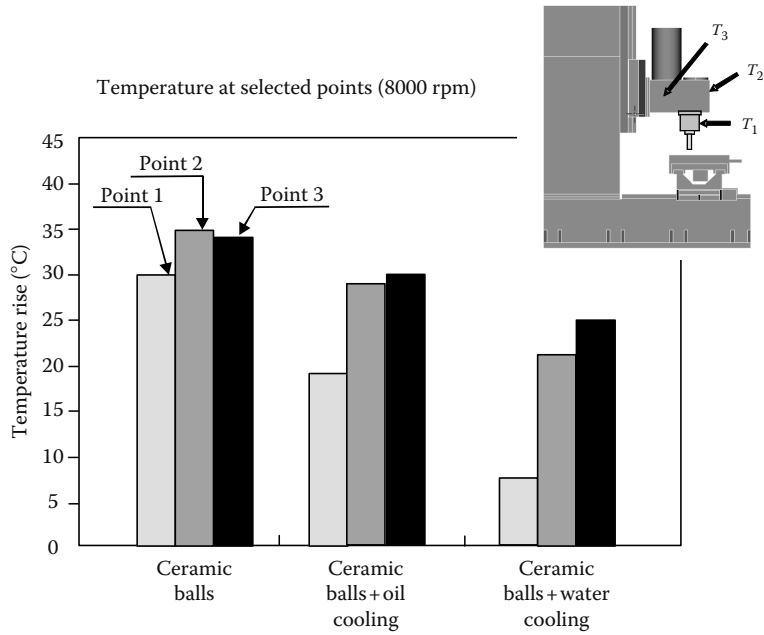 Temperature at selected points (8000 rpm)
T3
T2
T1
45
40
35
30
25
20
15
10
5
0
Temperature rise (°C)
Point 2
Point 1
Point 3
Ceramic
balls
Ceramic
balls+oil
cooling
Ceramic
balls+water
cooling